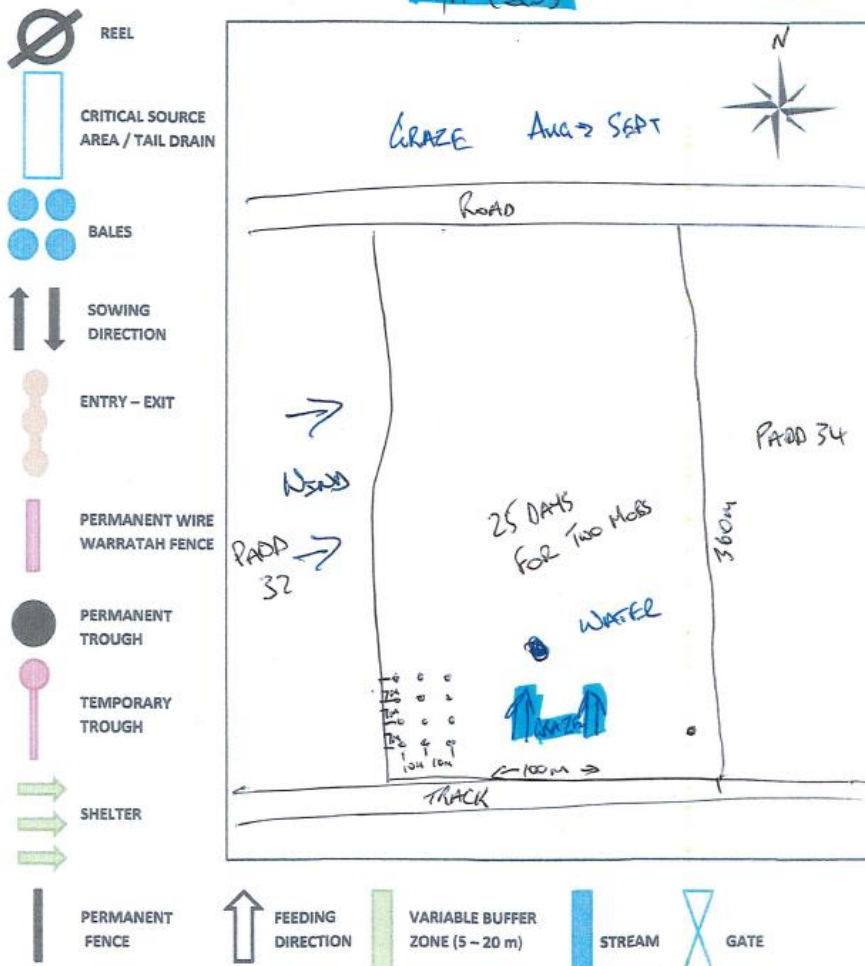 REEL
CRITICAL SOURCE
AREA / TAIL DRAIN
BALES
SOWING
DIRECTION
ENTRY – EXIT
PERMANENT WIRE
WARRATAH FENCE
PERMANENT
TROUGH
TEMPORARY
TROUGH
SHELTER
PERMANENT
FENCE
FEEDING
DIRECTION
VARIABLE BUFFER
ZONE (5 – 20 m)
STREAM
GATE
N
GRAZE AUG → SEPT
ROAD
WIND
PADD
32
PADD 34
25 DAYS
FOR TWO MOBS
360m
WATER
GRAZE
10m 10m
100m
TRACK